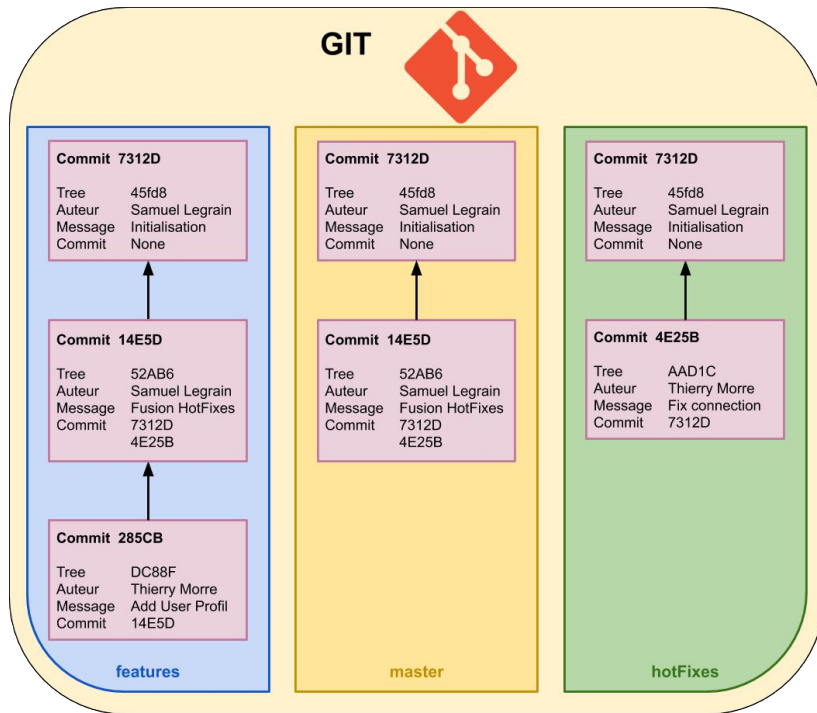 GIT
Commit 7312D
Tree 45fd8
Auteur Samuel Legrain
Message Initialisation
Commit None
Commit 14E5D
Tree 52AB6
Auteur Samuel Legrain
Message Fusion HotFixes
Commit 7312D
4E25B
Commit 285CB
Tree DC88F
Auteur Thierry Morre
Message Add User Profil
Commit 14E5D
features
Commit 7312D
Tree 45fd8
Auteur Samuel Legrain
Message Initialisation
Commit None
Commit 14E5D
Tree 52AB6
Auteur Samuel Legrain
Message Fusion HotFixes
Commit 7312D
4E25B
master
Commit 7312D
Tree 45fd8
Auteur Samuel Legrain
Message Initialisation
Commit None
Commit 4E25B
Tree AAD1C
Auteur Thierry Morre
Message Fix connection
Commit 7312D
hotFixes